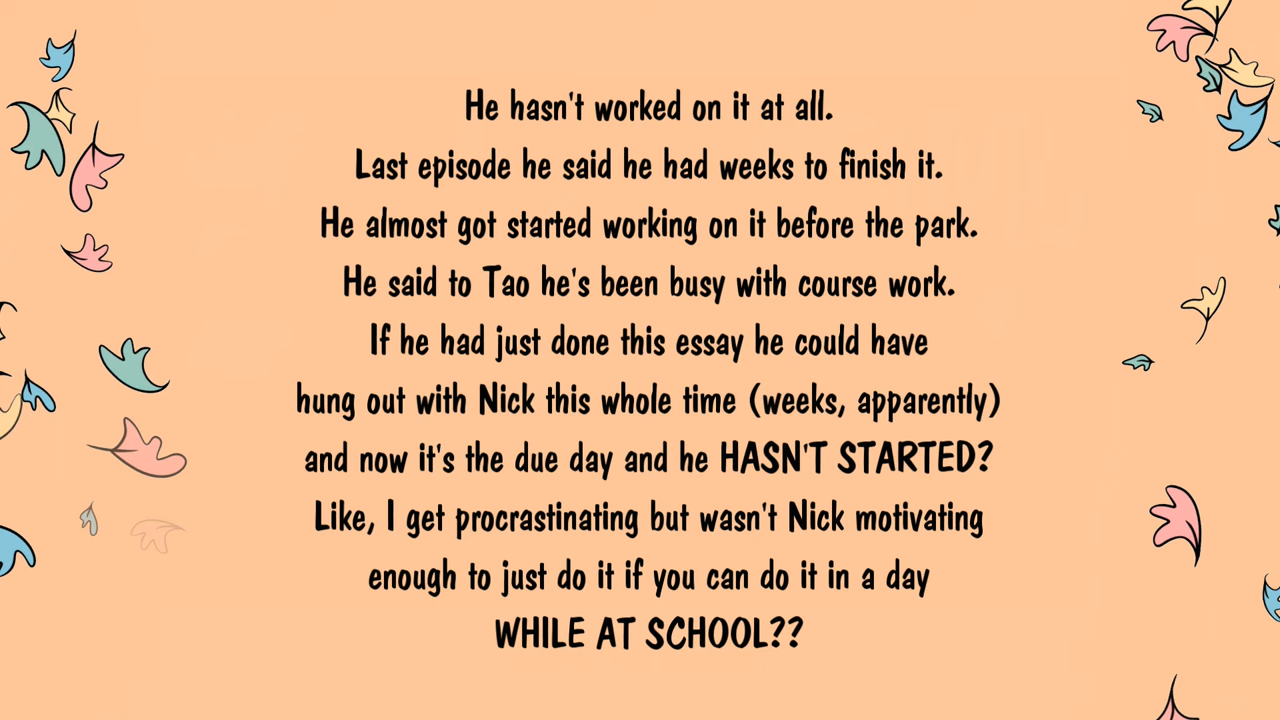 He hasn't worked on it at all.
Last episode he said he had weeks to finish it.
He almost got started working on it before the park.
He said to Tao he's been busy with course work.
If he had just done this essay he could have
hung out with Nick this whole time (weeks, apparently)
and now it's the due day and he HASN'T STARTED?
Like, I get procrastinating but wasn't Nick motivating
enough to just do it if you can do it in a day
WHILE AT SCHOOL??